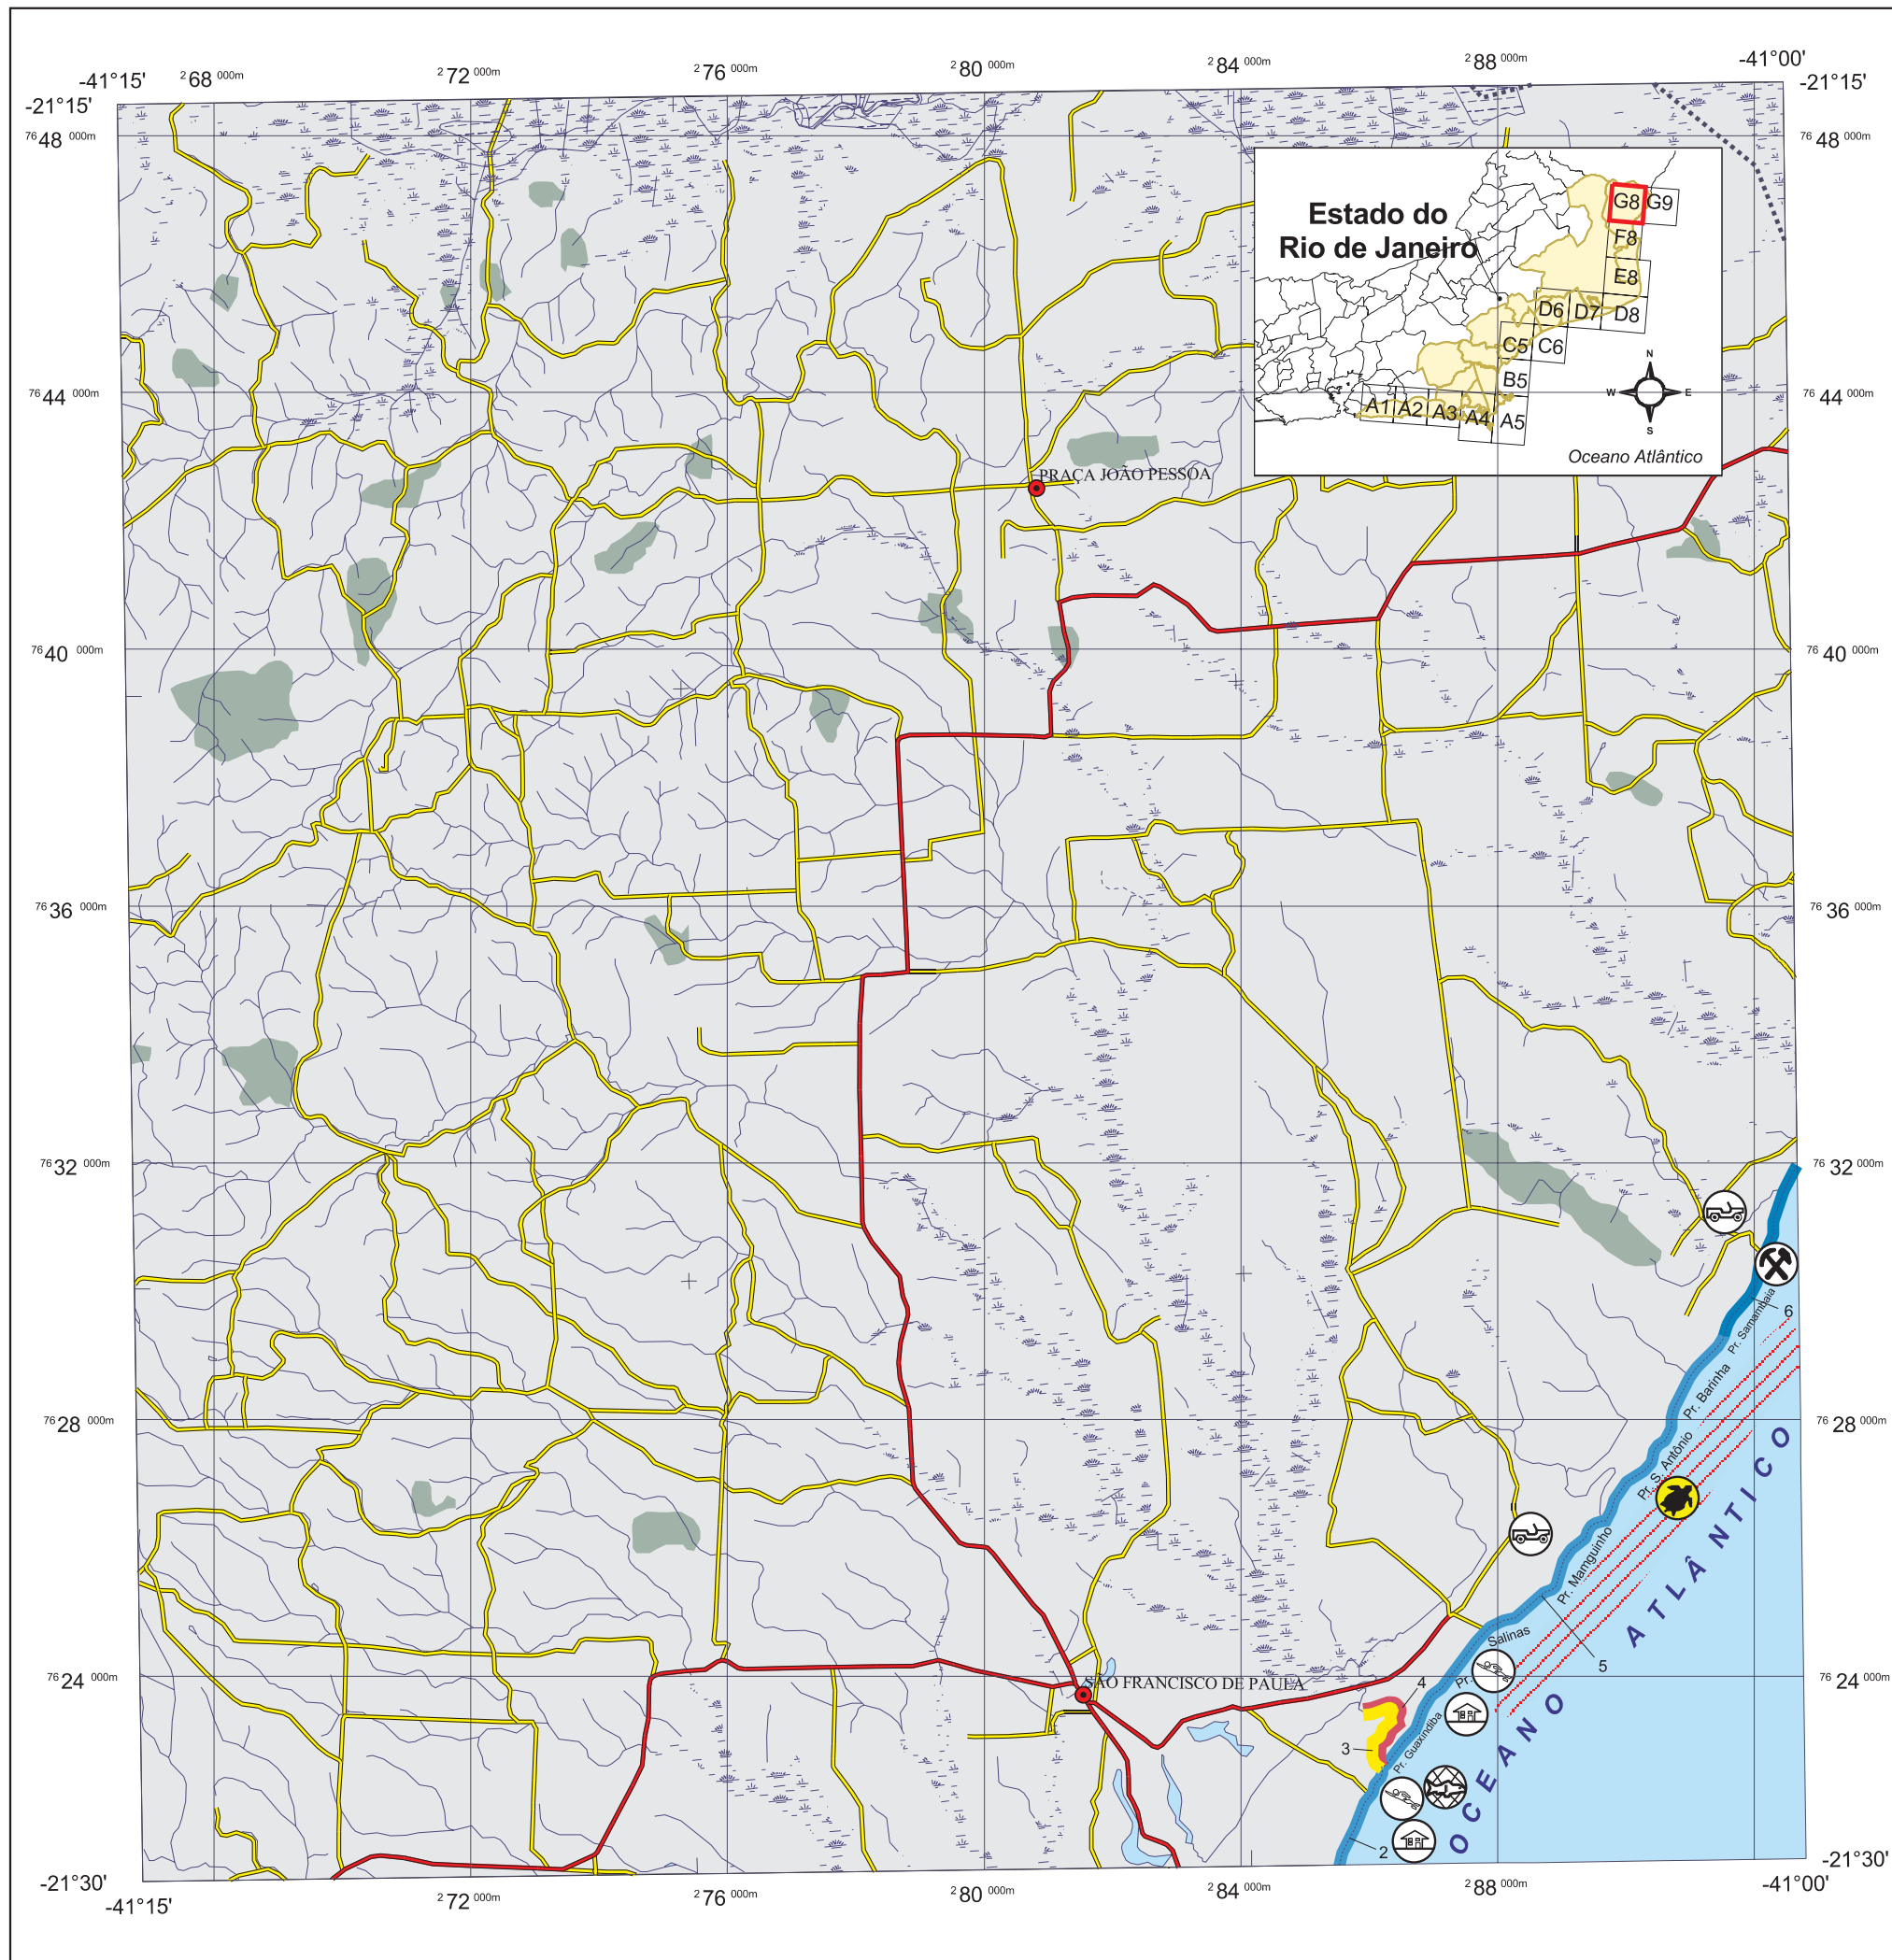 -41°15' 2 68 000m 2 72 000m 2 76 000m 2 80 000m 2 84 000m 2 88 000m -41°00'
-21°15' -21°15'
76 48 000m 76 48 000m
Estado do
Rio de Janeiro
G8 G9
F8
E8
D6 D7 D8
C5 C6
B5
A1 A2 A3 A4 A5
N
W E
S
Oceano Atlântico
76 44 000m 76 44 000m
PRAÇA JOÃO PESSOA
76 40 000m 76 40 000m
76 36 000m 76 36 000m
76 32 000m 76 32 000m
6
Pr. Samambaia
Pr. Barinha
76 28 000m 76 28 000m
Pr. S. Antônio
Pr. Mamguinho
OCEANO ATLÂNTICO
Pr. Salinas
5
76 24 000m 76 24 000m
SÃO FRANCISCO DE PAULA
4
3
Pr. Guaxindiba
2
-21°30' -21°30'
-41°15' 2 72 000m 2 76 000m 2 80 000m 2 84 000m 2 88 000m -41°00'